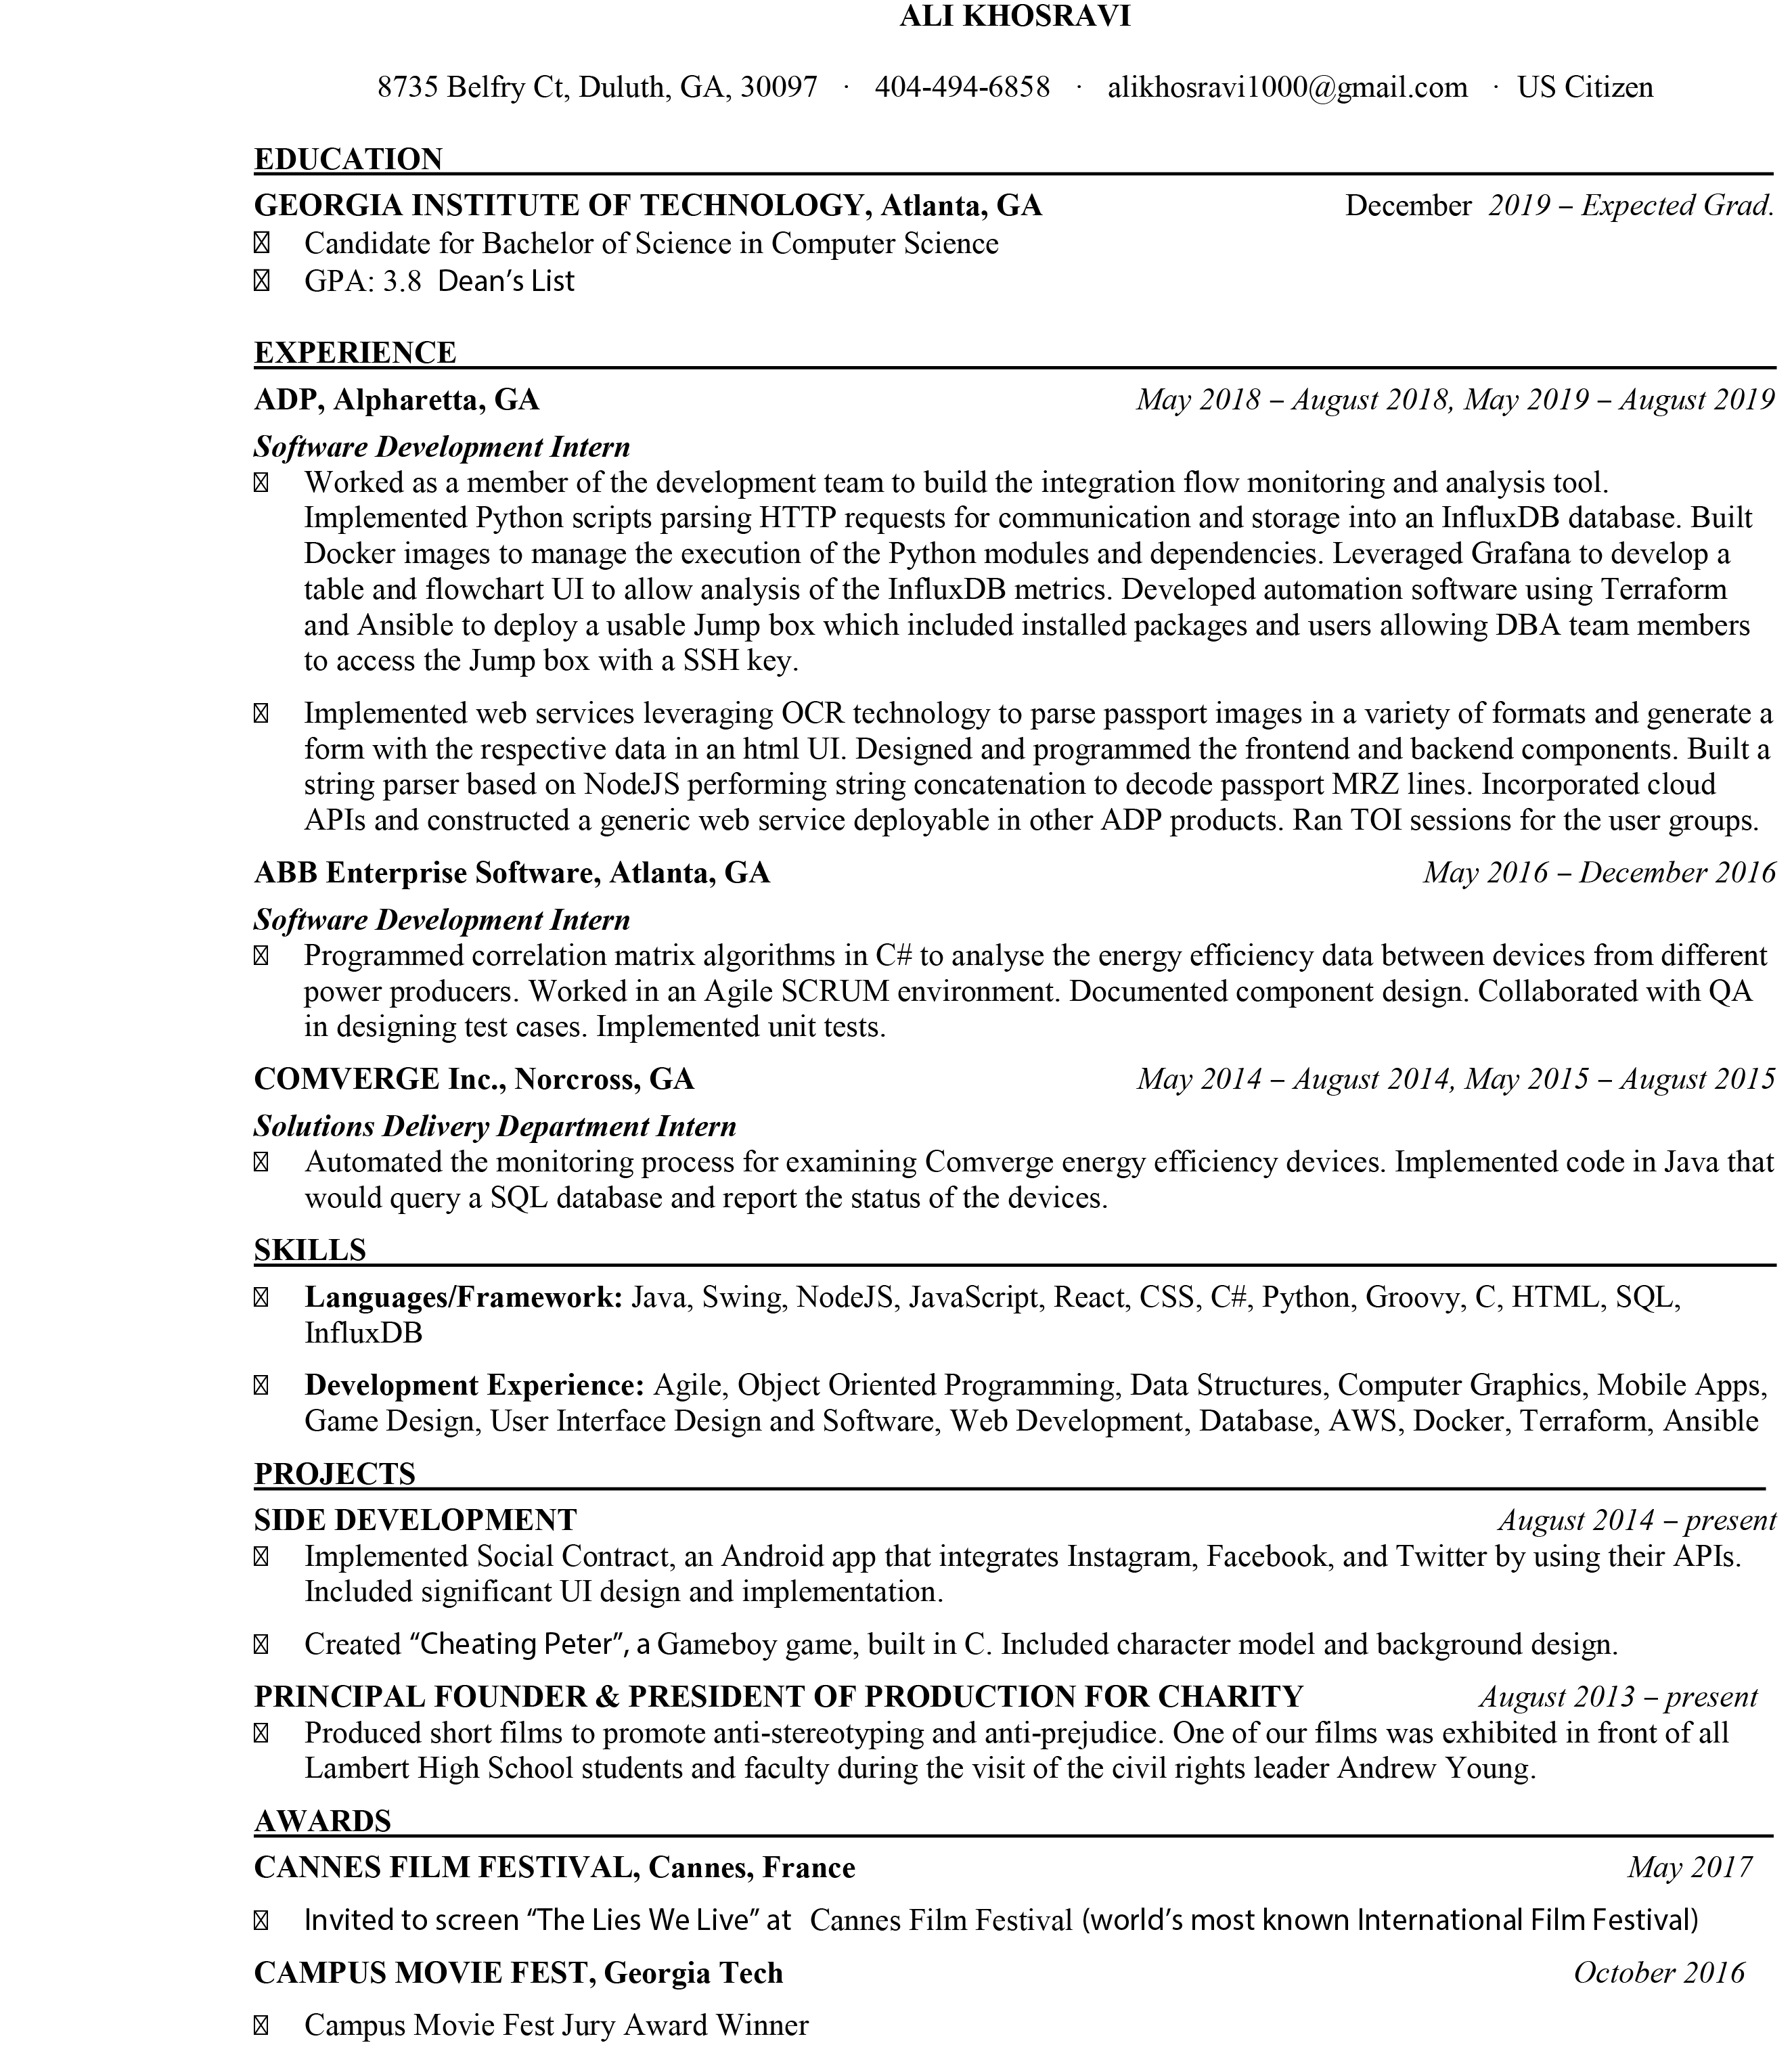 ALI KHOSRAVI
8735 Belfry Ct, Duluth, GA, 30097 · 404-494-6858 · alikhosravi1000@gmail.com · US Citizen
EDUCATION
GEORGIA INSTITUTE OF TECHNOLOGY, Atlanta, GA December 2019 – Expected Grad.
Candidate for Bachelor of Science in Computer Science
GPA: 3.8 Dean’s List
EXPERIENCE
ADP, Alpharetta, GA May 2018 – August 2018, May 2019 – August 2019
Software Development Intern
Worked as a member of the development team to build the integration flow monitoring and analysis tool.
Implemented Python scripts parsing HTTP requests for communication and storage into an InfluxDB database. Built
Docker images to manage the execution of the Python modules and dependencies. Leveraged Grafana to develop a
table and flowchart UI to allow analysis of the InfluxDB metrics. Developed automation software using Terraform
and Ansible to deploy a usable Jump box which included installed packages and users allowing DBA team members
to access the Jump box with a SSH key.
Implemented web services leveraging OCR technology to parse passport images in a variety of formats and generate a
form with the respective data in an html UI. Designed and programmed the frontend and backend components. Built a
string parser based on NodeJS performing string concatenation to decode passport MRZ lines. Incorporated cloud
APIs and constructed a generic web service deployable in other ADP products. Ran TOI sessions for the user groups.
ABB Enterprise Software, Atlanta, GA May 2016 – December 2016
Software Development Intern
Programmed correlation matrix algorithms in C# to analyse the energy efficiency data between devices from different
power producers. Worked in an Agile SCRUM environment. Documented component design. Collaborated with QA
in designing test cases. Implemented unit tests.
COMVERGE Inc., Norcross, GA May 2014 – August 2014, May 2015 – August 2015
Solutions Delivery Department Intern
Automated the monitoring process for examining Comverge energy efficiency devices. Implemented code in Java that
would query a SQL database and report the status of the devices.
SKILLS
Languages/Framework: Java, Swing, NodeJS, JavaScript, React, CSS, C#, Python, Groovy, C, HTML, SQL,
InfluxDB
Development Experience: Agile, Object Oriented Programming, Data Structures, Computer Graphics, Mobile Apps,
Game Design, User Interface Design and Software, Web Development, Database, AWS, Docker, Terraform, Ansible
PROJECTS
SIDE DEVELOPMENT August 2014 – present
Implemented Social Contract, an Android app that integrates Instagram, Facebook, and Twitter by using their APIs.
Included significant UI design and implementation.
Created “Cheating Peter”, a Gameboy game, built in C. Included character model and background design.
PRINCIPAL FOUNDER & PRESIDENT OF PRODUCTION FOR CHARITY August 2013 – present
Produced short films to promote anti-stereotyping and anti-prejudice. One of our films was exhibited in front of all
Lambert High School students and faculty during the visit of the civil rights leader Andrew Young.
AWARDS
CANNES FILM FESTIVAL, Cannes, France May 2017
Invited to screen “The Lies We Live” at Cannes Film Festival (world’s most known International Film Festival)
CAMPUS MOVIE FEST, Georgia Tech October 2016
Campus Movie Fest Jury Award Winner